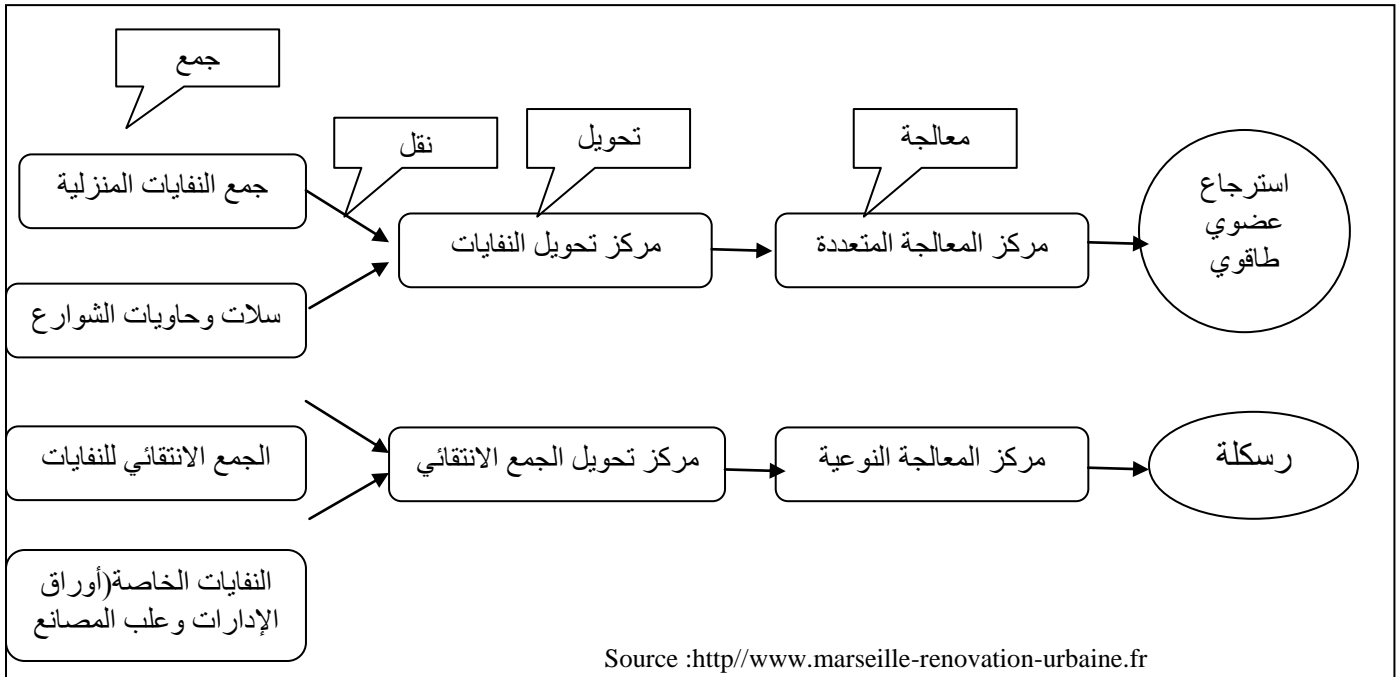 جمع
نقل
تحويل
معالجة
جمع النفايات المنزلية
مركز تحويل النفايات
مركز المعالجة المتعددة
استرجاع
عضوي
طاقوي
سلات وحاويات الشوارع
الجمع الانتقائي للنفايات
مركز تحويل الجمع الانتقائي
مركز المعالجة النوعية
رسكلة
النفايات الخاصة(أوراق
الإدارات وعلب المصانع
Source :http//www.marseille-renovation-urbaine.fr